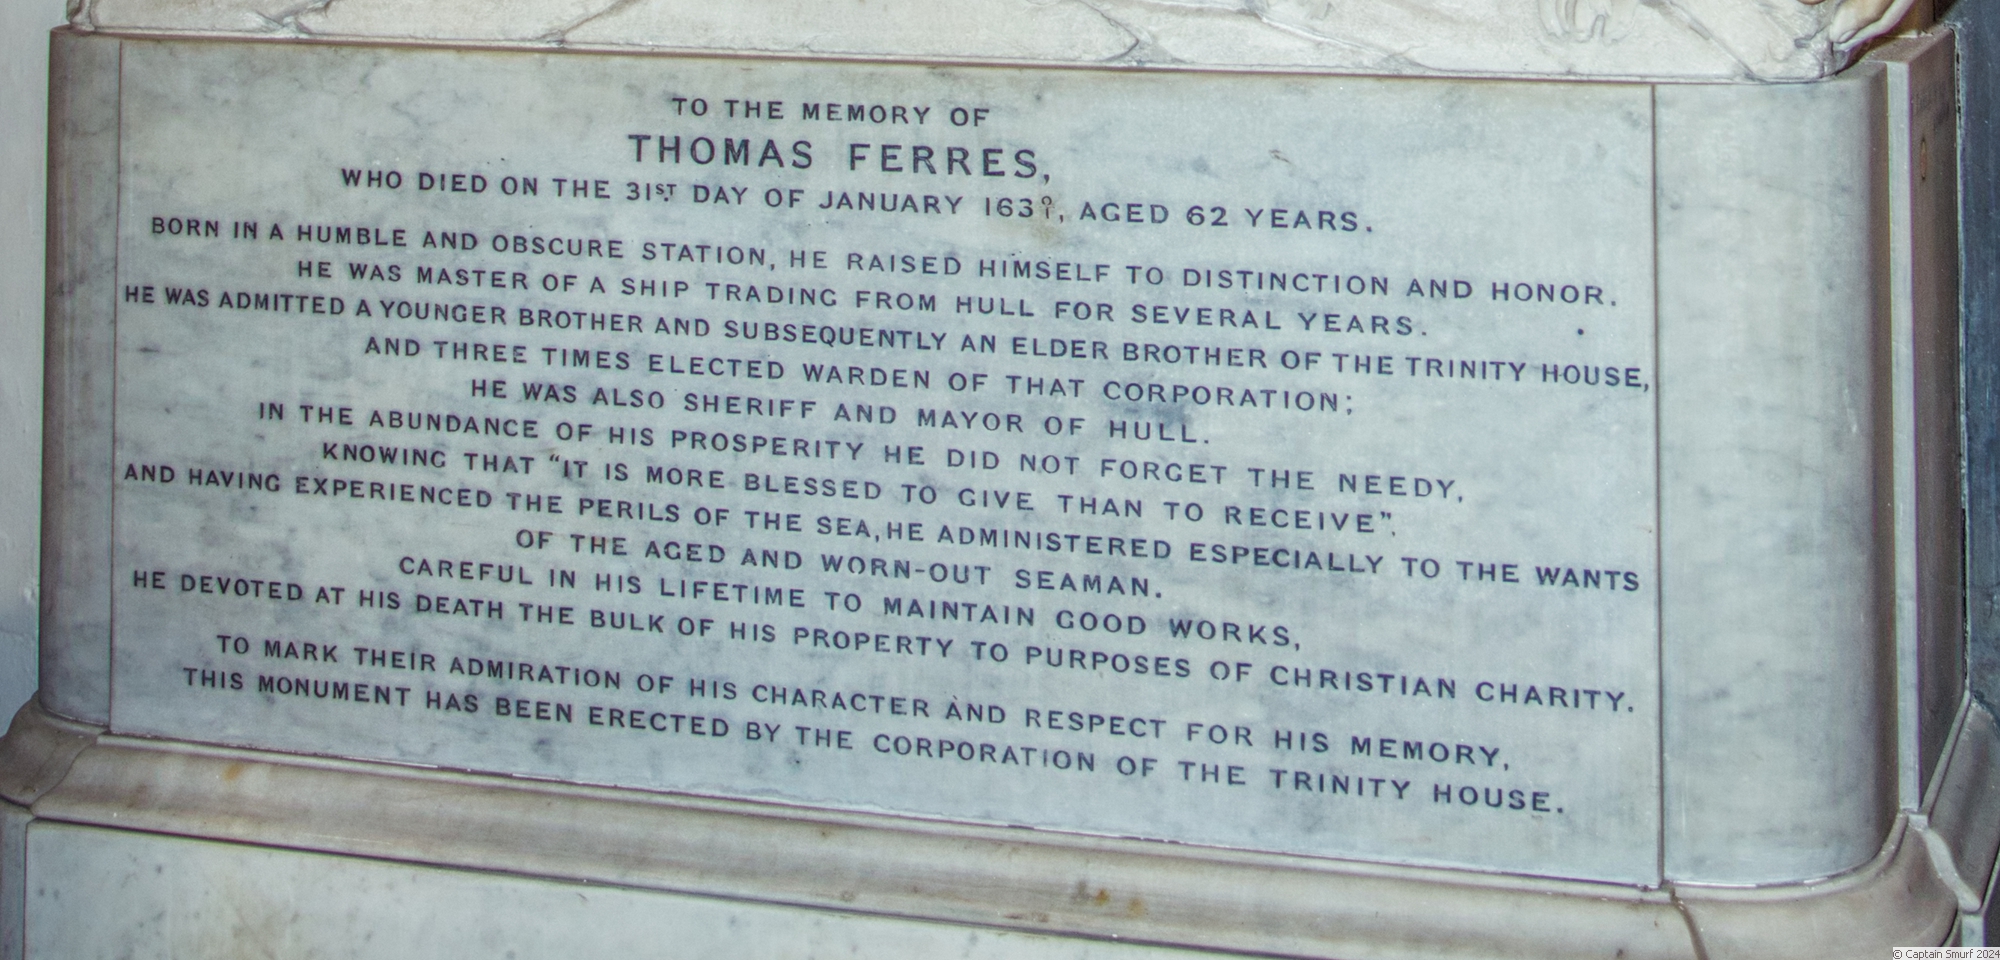 TO THE MEMORY OF
THOMAS FERRES,
WHO DIED ON THE 31ST DAY OF JANUARY 163 0/1, AGED 62 YEARS.
BORN IN A HUMBLE AND OBSCURE STATION, HE RAISED HIMSELF TO DISTINCTION AND HONOR.
HE WAS MASTER OF A SHIP TRADING FROM HULL FOR SEVERAL YEARS.
HE WAS ADMITTED A YOUNGER BROTHER AND SUBSEQUENTLY AN ELDER BROTHER OF THE TRINITY HOUSE,
AND THREE TIMES ELECTED WARDEN OF THAT CORPORATION;
HE WAS ALSO SHERIFF AND MAYOR OF HULL.
IN THE ABUNDANCE OF HIS PROSPERITY HE DID NOT FORGET THE NEEDY,
KNOWING THAT "IT IS MORE BLESSED TO GIVE THAN TO RECEIVE".
AND HAVING EXPERIENCED THE PERILS OF THE SEA, HE ADMINISTERED ESPECIALLY TO THE WANTS
OF THE AGED AND WORN-OUT SEAMAN.
CAREFUL IN HIS LIFETIME TO MAINTAIN GOOD WORKS,
HE DEVOTED AT HIS DEATH THE BULK OF HIS PROPERTY TO PURPOSES OF CHRISTIAN CHARITY.
TO MARK THEIR ADMIRATION OF HIS CHARACTER AND RESPECT FOR HIS MEMORY,
THIS MONUMENT HAS BEEN ERECTED BY THE CORPORATION OF THE TRINITY HOUSE.
© Captain Smurf 2024